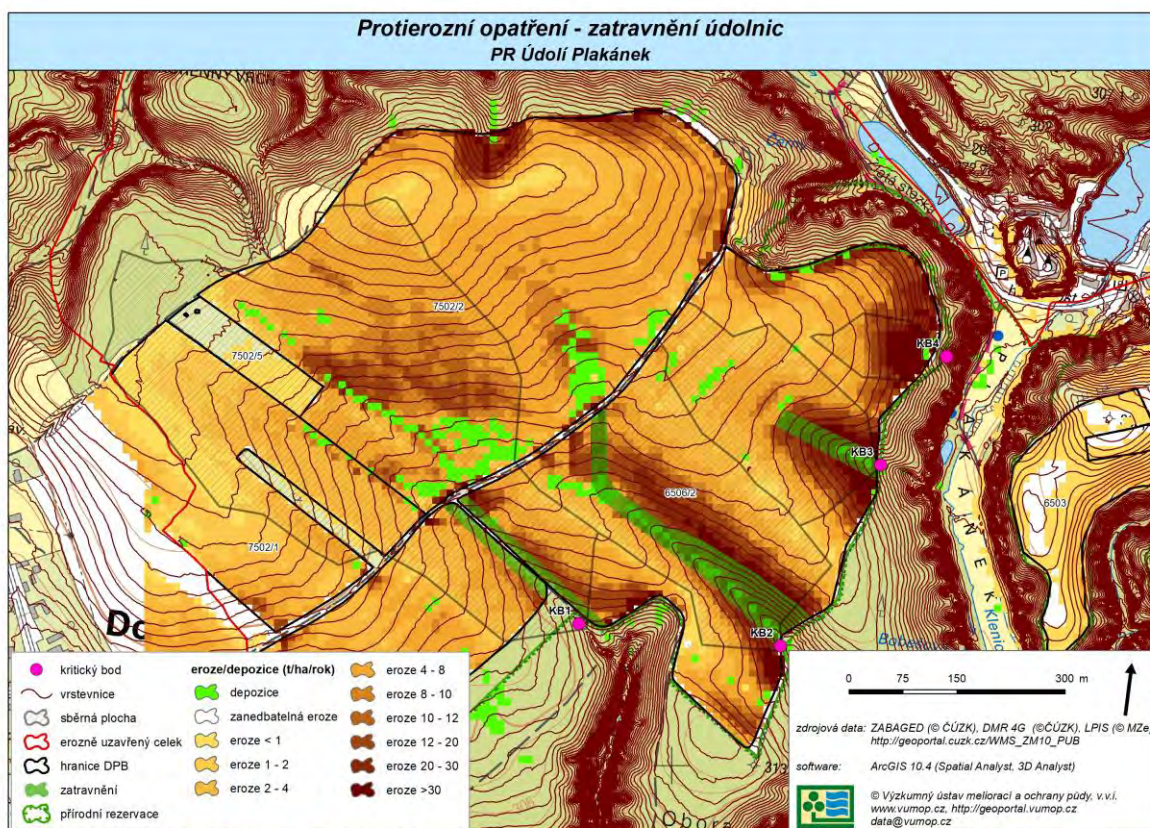 Protierozní opatření - zatravnění údolnic
PR Údolí Plakánek
307
7502/2
7502/5
KB4
KB3
6506/2
6503
7502/1
KB1
KB2
Do
313
Obora
P
L
A
K
Á
N
E
K
Klenice
kritický bod
vrstevnice
sběrná plocha
erozně uzavřený celek
hranice DPB
zatravnění
přírodní rezervace
eroze/depozice (t/ha/rok)
depozice
zanedbatelná eroze
eroze < 1
eroze 1 - 2
eroze 2 - 4
eroze 4 - 8
eroze 8 - 10
eroze 10 - 12
eroze 12 - 20
eroze 20 - 30
eroze >30
0 75 150 300 m
zdrojová data: ZABAGED (© ČÚZK), DMR 4G (©ČÚZK), LPIS (© MZe)
http://geoportal.cuzk.cz/WMS_ZM10_PUB
software: ArcGIS 10.4 (Spatial Analyst, 3D Analyst)
© Výzkumný ústav meliorací a ochrany půdy, v.v.i.
www.vumop.cz, http://geoportal.vumop.cz
data@vumop.cz